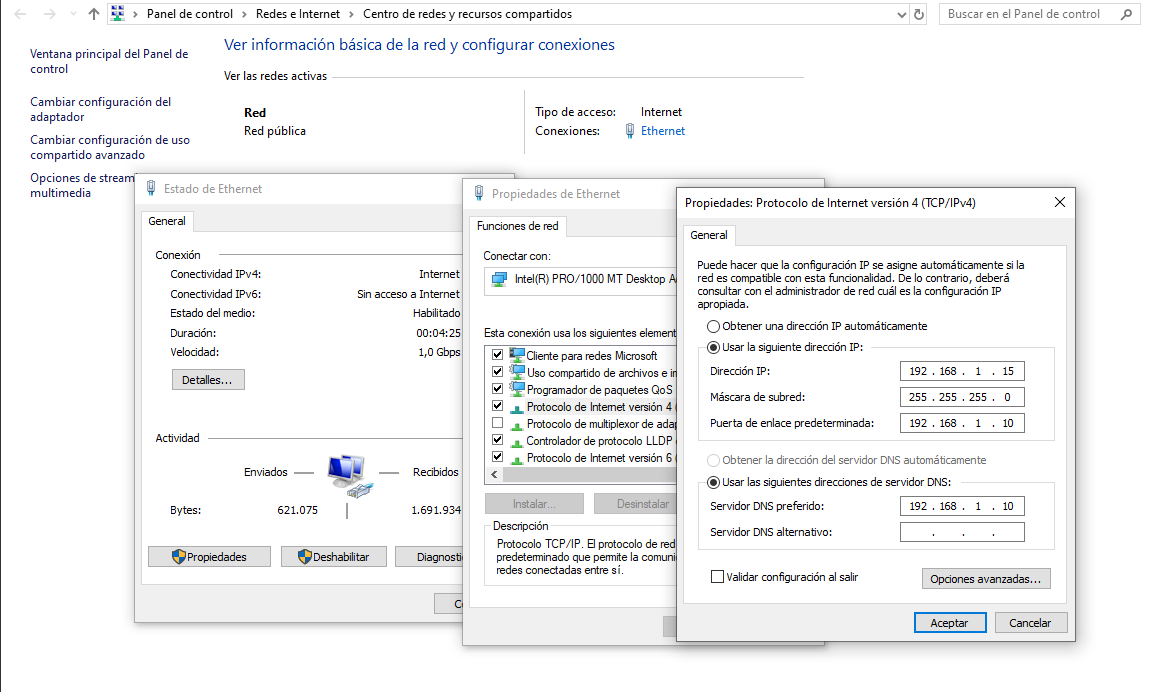 Panel de control › Redes e Internet › Centro de redes y recursos compartidos
Buscar en el Panel de control
Ventana principal del Panel de
control
Cambiar configuración del
adaptador
Cambiar configuración de uso
compartido avanzado
Opciones de stream
multimedia
Ver información básica de la red y configurar conexiones
Ver las redes activas
Red
Red pública
Tipo de acceso: Internet
Conexiones: Ethernet
Estado de Ethernet
General
Conexión
Conectividad IPv4: Internet
Conectividad IPv6: Sin acceso a Internet
Estado del medio: Habilitado
Duración: 00:04:25
Velocidad: 1,0 Gbps
Detalles...
Actividad
Enviados — Recibidos
Bytes: 621.075 | 1.691.934
Propiedades
Deshabilitar
Diagnosti
Propiedades de Ethernet
Funciones de red
Conectar con:
Intel(R) PRO/1000 MT Desktop A
Esta conexión usa los siguientes element
Cliente para redes Microsoft
Uso compartido de archivos e im
Programador de paquetes QoS
Protocolo de Internet versión 4 (
Protocolo de multiplexor de adap
Controlador de protocolo LLDP
Protocolo de Internet versión 6 (
Instalar...
Desinstalar
Descripción
Protocolo TCP/IP. El protocolo de red
predeterminado que permite la comuni
redes conectadas entre sí.
Propiedades: Protocolo de Internet versión 4 (TCP/IPv4)
General
Puede hacer que la configuración IP se asigne automáticamente si la
red es compatible con esta funcionalidad. De lo contrario, deberá
consultar con el administrador de red cuál es la configuración IP
apropiada.
Obtener una dirección IP automáticamente
Usar la siguiente dirección IP:
Dirección IP: 192 . 168 . 1 . 15
Máscara de subred: 255 . 255 . 255 . 0
Puerta de enlace predeterminada: 192 . 168 . 1 . 10
Obtener la dirección del servidor DNS automáticamente
Usar las siguientes direcciones de servidor DNS:
Servidor DNS preferido: 192 . 168 . 1 . 10
Servidor DNS alternativo: . . .
Validar configuración al salir
Opciones avanzadas...
Aceptar
Cancelar